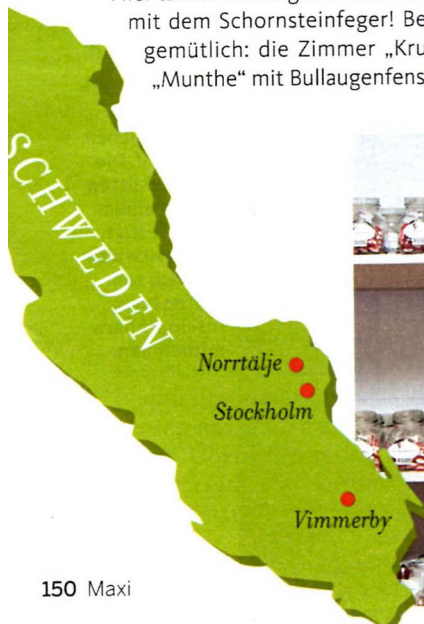 mit dem Schornsteinfeger! Be
gemütlich: die Zimmer „Kru
„Munthe“ mit Bullaugenfens
SCHWEDEN
Norrtälje
Stockholm
Vimmerby
150 Maxi